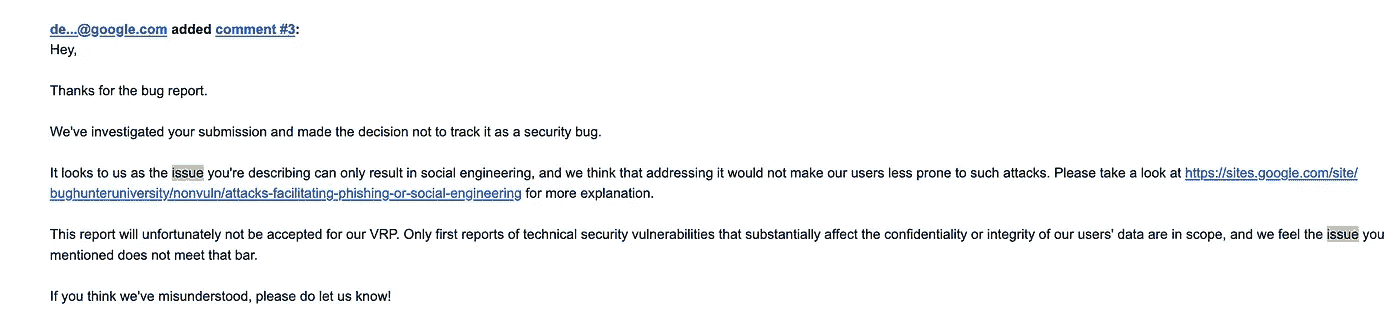 de...@google.com added comment #3:
Hey,
Thanks for the bug report.
We've investigated your submission and made the decision not to track it as a security bug.
It looks to us as the issue you're describing can only result in social engineering, and we think that addressing it would not make our users less prone to such attacks. Please take a look at https://sites.google.com/site/
bughunteruniversity/nonvuln/attacks-facilitating-phishing-or-social-engineering for more explanation.
This report will unfortunately not be accepted for our VRP. Only first reports of technical security vulnerabilities that substantially affect the confidentiality or integrity of our users' data are in scope, and we feel the issue you
mentioned does not meet that bar.
If you think we've misunderstood, please do let us know!